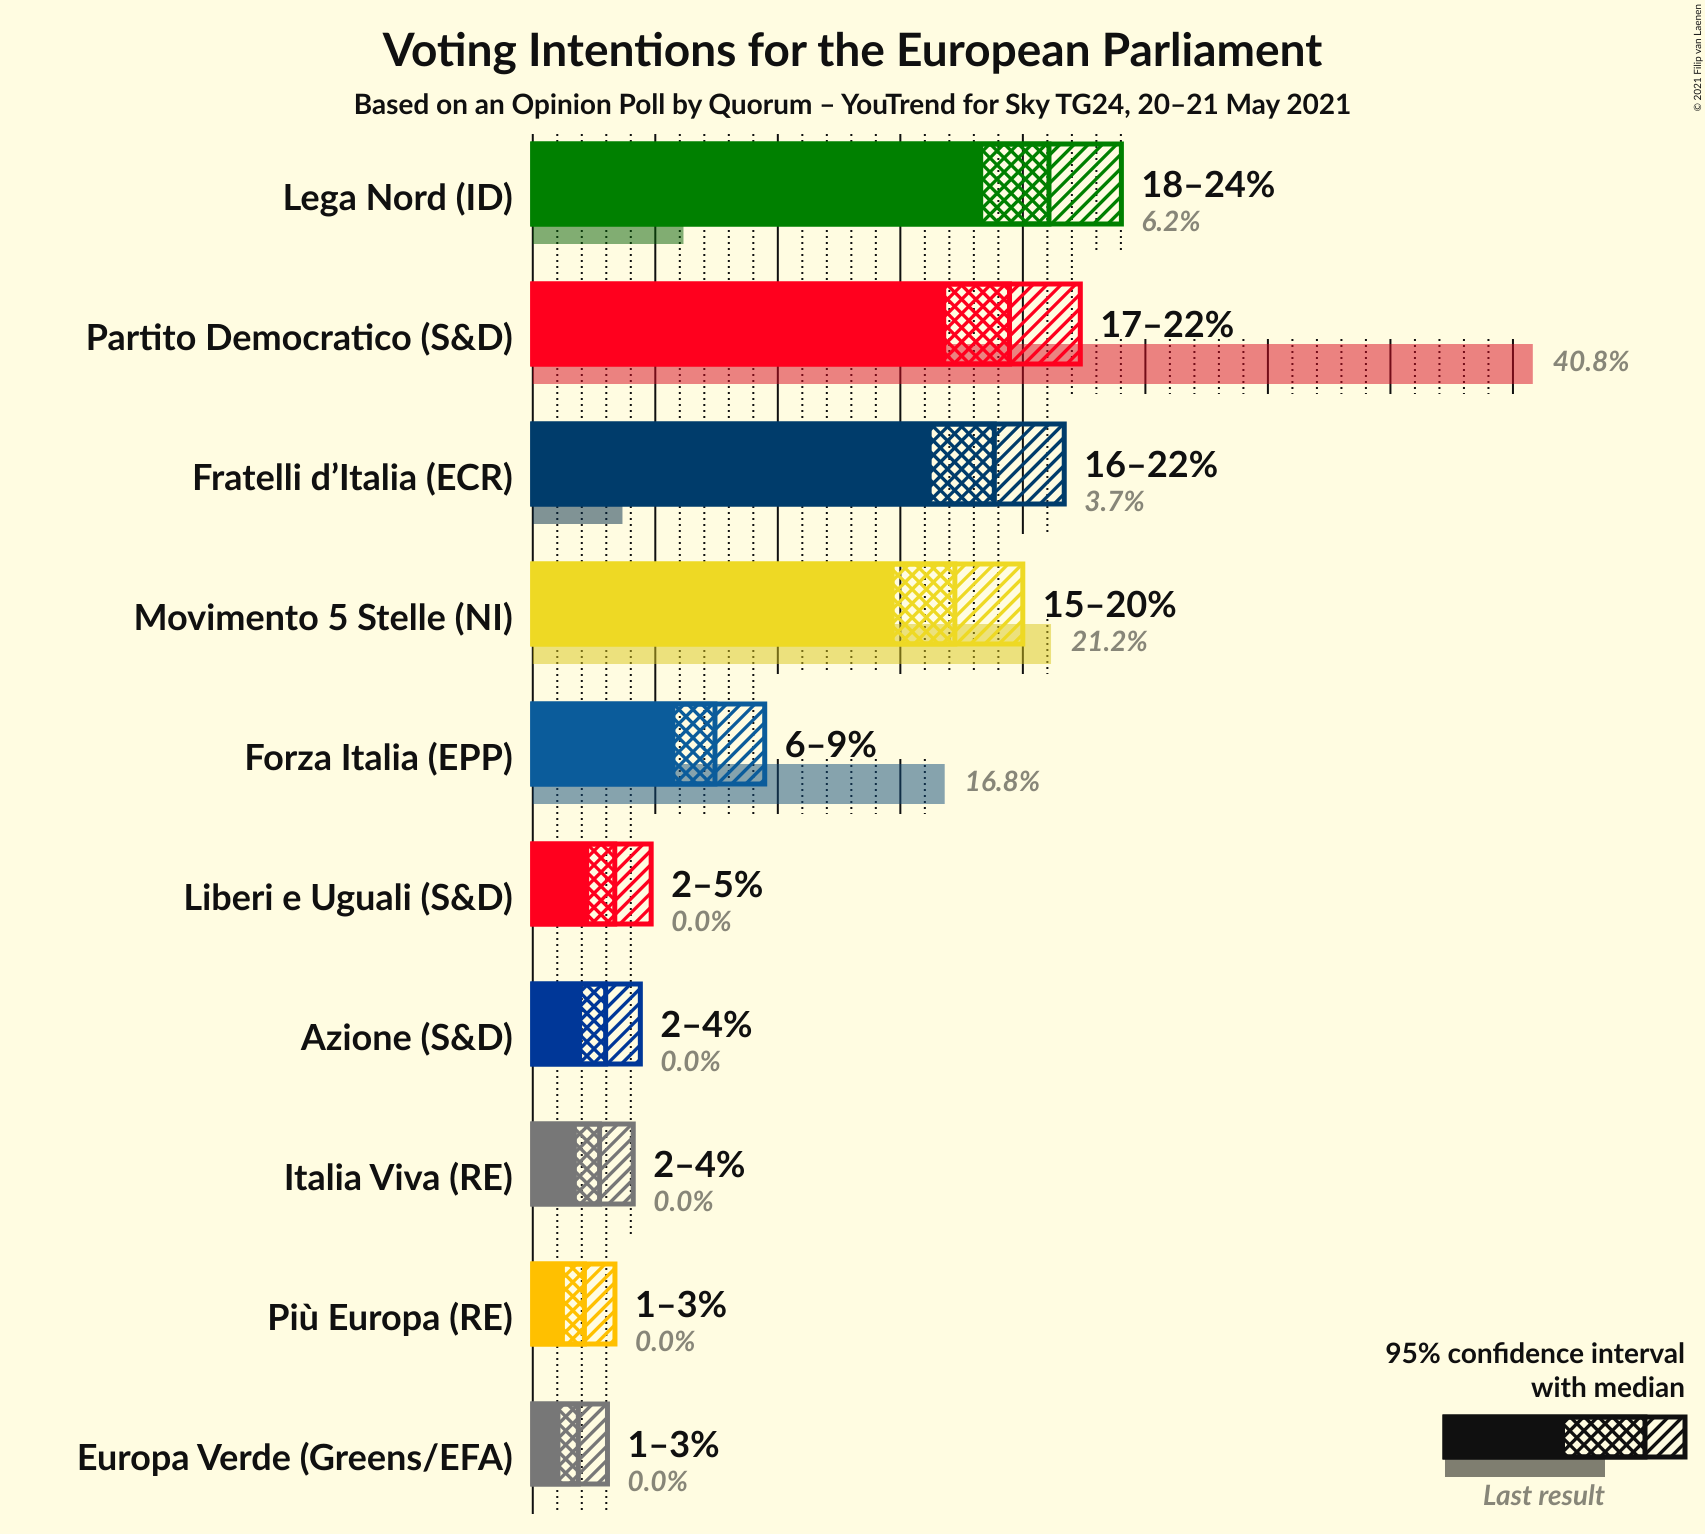 Voting Intentions for the European Parliament
Based on an Opinion Poll by Quorum – YouTrend for Sky TG24, 20–21 May 2021
© 2021 Filip van Laenen
Lega Nord (ID)
18–24%
6.2%
Partito Democratico (S&D)
17–22%
40.8%
Fratelli d’Italia (ECR)
16–22%
3.7%
Movimento 5 Stelle (NI)
15–20%
21.2%
Forza Italia (EPP)
6–9%
16.8%
Liberi e Uguali (S&D)
2–5%
0.0%
Azione (S&D)
2–4%
0.0%
Italia Viva (RE)
2–4%
0.0%
Più Europa (RE)
1–3%
0.0%
Europa Verde (Greens/EFA)
1–3%
0.0%
95% confidence interval
with median
Last result